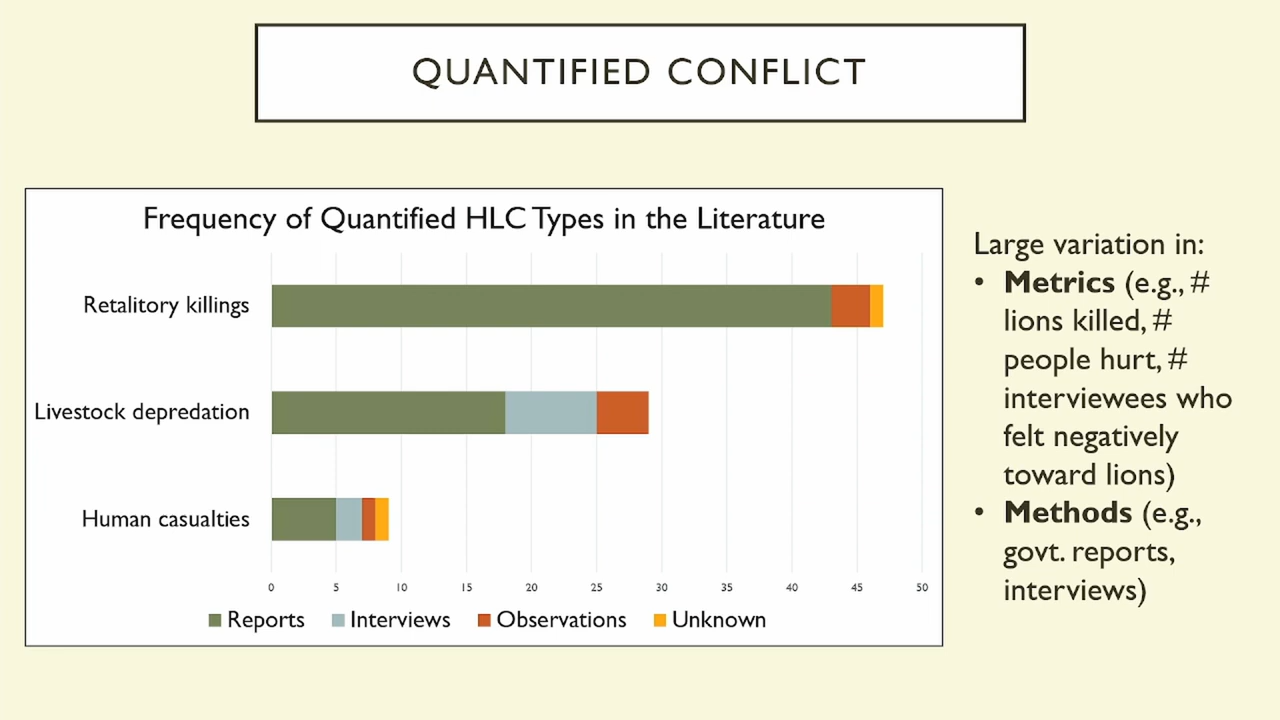 QUANTIFIED CONFLICT
Frequency of Quantified HLC Types in the Literature
Retalitory killings
Livestock depredation
Human casualties
0 5 10 15 20 25 30 35 40 45 50
Reports Interviews Observations Unknown
Large variation in:
• Metrics (e.g., #
lions killed, #
people hurt, #
interviewees who
felt negatively
toward lions)
• Methods (e.g.,
govt. reports,
interviews)